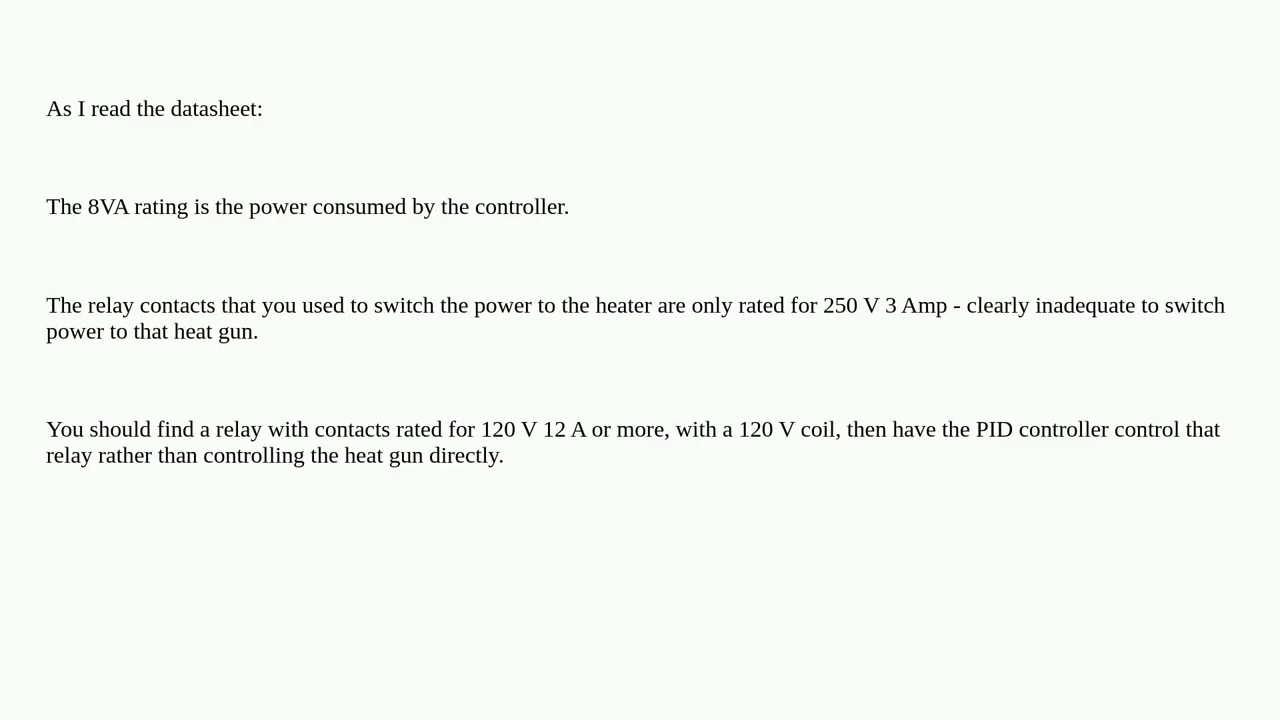 As I read the datasheet:
The 8VA rating is the power consumed by the controller.
The relay contacts that you used to switch the power to the heater are only rated for 250 V 3 Amp - clearly inadequate to switch
power to that heat gun.
You should find a relay with contacts rated for 120 V 12 A or more, with a 120 V coil, then have the PID controller control that
relay rather than controlling the heat gun directly.